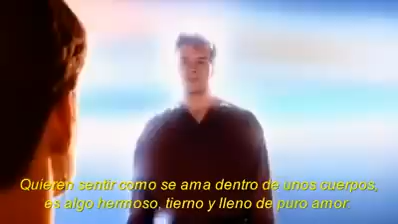 Quieren sentir como se ama dentro de unos cuerpos,
es algo hermoso, tierno y lleno de puro amor.